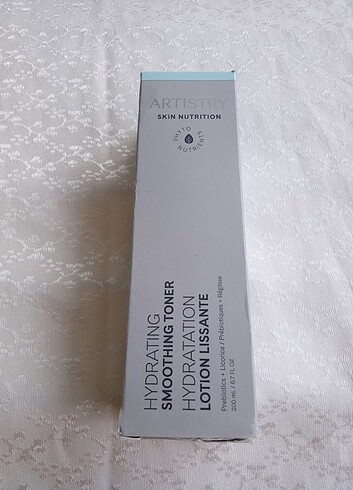 ARTISTRY
SKIN NUTRITION
PHYTO
NUTRIENTS
HYDRATING
SMOOTHING TONER
HYDRATATION
LOTION LISSANTE
Prebiotics + Licorice / Prébiotiques + Réglisse
200 mL / 6.7 FL OZ